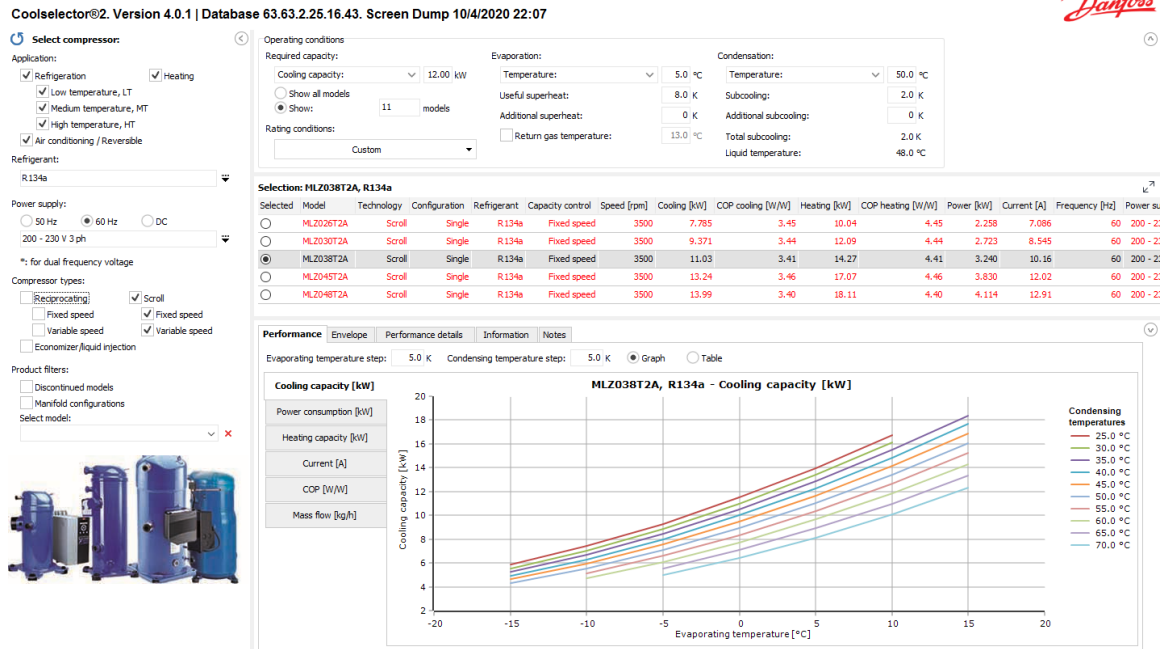 Coolselector®2. Version 4.0.1 | Database 63.63.2.25.16.43. Screen Dump 10/4/2020 22:07
Danfoss
Select compressor:
Application:
Refrigeration Heating
Low temperature, LT
Medium temperature, MT
High temperature, HT
Air conditioning / Reversible
Refrigerant:
R134a
Power supply:
50 Hz 60 Hz DC
200 - 230 V 3 ph
*: for dual frequency voltage
Compressor types:
Reciprocating Scroll
Fixed speed Fixed speed
Variable speed Variable speed
Economizer/liquid injection
Product filters:
Discontinued models
Manifold configurations
Select model:
Operating conditions
Required capacity:
Cooling capacity: 12.00 kW
Show all models
Show: 11 models
Rating conditions:
Custom
Evaporation:
Temperature: 5.0 °C
Useful superheat: 8.0 K
Additional superheat: 0 K
Return gas temperature: 13.0 °C
Condensation:
Temperature: 50.0 °C
Subcooling: 2.0 K
Additional subcooling: 0 K
Total subcooling: 2.0 K
Liquid temperature: 48.0 °C
Selection: MLZ038T2A, R134a
Selected Model Technology Configuration Refrigerant Capacity control Speed [rpm] Cooling [kW] COP cooling [W/W] Heating [kW] COP heating [W/W] Power [kW] Current [A] Frequency [Hz] Power su
MLZ026T2A Scroll Single R134a Fixed speed 3500 7.785 3.45 10.04 4.45 2.258 7.086 60 200 - 2
MLZ030T2A Scroll Single R134a Fixed speed 3500 9.371 3.44 12.09 4.44 2.723 8.545 60 200 - 2
MLZ038T2A Scroll Single R134a Fixed speed 3500 11.03 3.41 14.27 4.41 3.240 10.16 60 200 - 2
MLZ045T2A Scroll Single R134a Fixed speed 3500 13.24 3.46 17.07 4.46 3.830 12.02 60 200 - 2
MLZ048T2A Scroll Single R134a Fixed speed 3500 13.99 3.40 18.11 4.40 4.114 12.91 60 200 - 2
Performance Envelope Performance details Information Notes
Evaporating temperature step: 5.0 K Condensing temperature step: 5.0 K Graph Table
Cooling capacity [kW]
Power consumption [kW]
Heating capacity [kW]
Current [A]
COP [W/W]
Mass flow [kg/h]
MLZ038T2A, R134a - Cooling capacity [kW]
Cooling capacity [kW]
20
18
16
14
12
10
8
6
4
2
-20 -15 -10 -5 0 5 10 15 20
Evaporating temperature [°C]
Condensing
temperatures
25.0 °C
30.0 °C
35.0 °C
40.0 °C
45.0 °C
50.0 °C
55.0 °C
60.0 °C
65.0 °C
70.0 °C